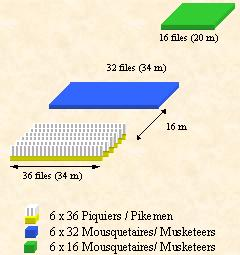 16 files (20 m)
32 files (34 m)
16 m
36 files (34 m)
6 x 36 Piquiers / Pikemen
6 x 32 Mousquetaires/ Musketeers
6 x 16 Mousquetaires/ Musketeers